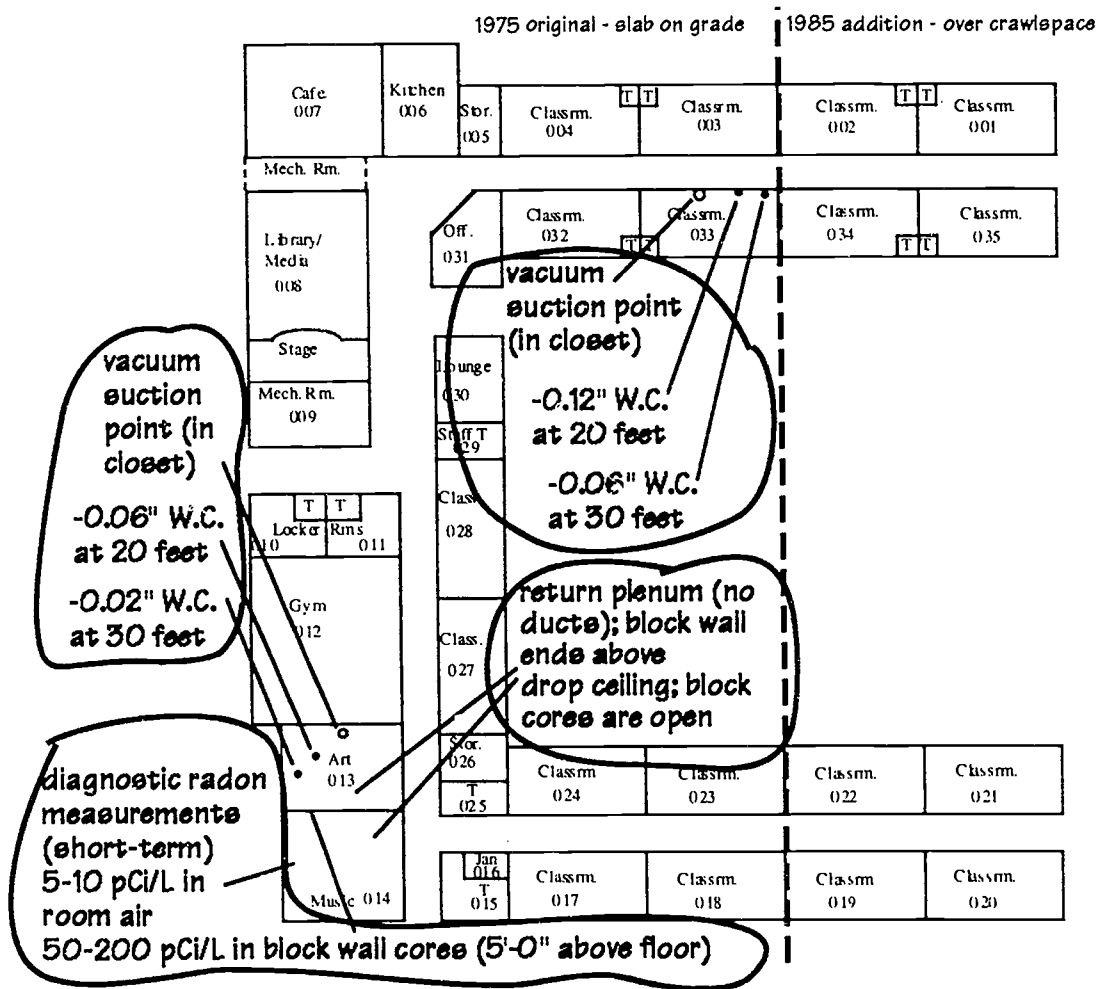 1975 original - slab on grade
1985 addition - over crawlspace
Cafe.
007
Kitchen
006
Stor.
005
Classrm.
004
T T
Classrm.
003
Classrm.
002
T T
Classrm.
001
Mech. Rm.
Library/
Media
008
Stage
Mech. Rm.
009
Off.
031
Classrm.
032
T T
Classrm.
033
Classrm.
034
T T
Classrm.
035
vacuum
suction point
(in closet)
-0.12" W.C.
at 20 feet
-0.06" W.C.
at 30 feet
Lounge
030
Staff T
029
Class.
028
Class.
027
Stor.
026
T
025
vacuum
suction
point (in
closet)
-0.06" W.C.
at 20 feet
-0.02" W.C.
at 30 feet
T T
Locker Rms
010 011
Gym
012
Art
013
Music 014
return plenum (no
ducts); block wall
ends above
drop ceiling; block
cores are open
Classrm
024
Classrm.
023
Classrm.
022
Classrm.
021
Jan
016
T
015
Classrm.
017
Classrm.
018
Classrm.
019
Classrm.
020
diagnostic radon
measurements
(short-term)
5-10 pCi/L in
room air
50-200 pCi/L in block wall cores (5'-0" above floor)